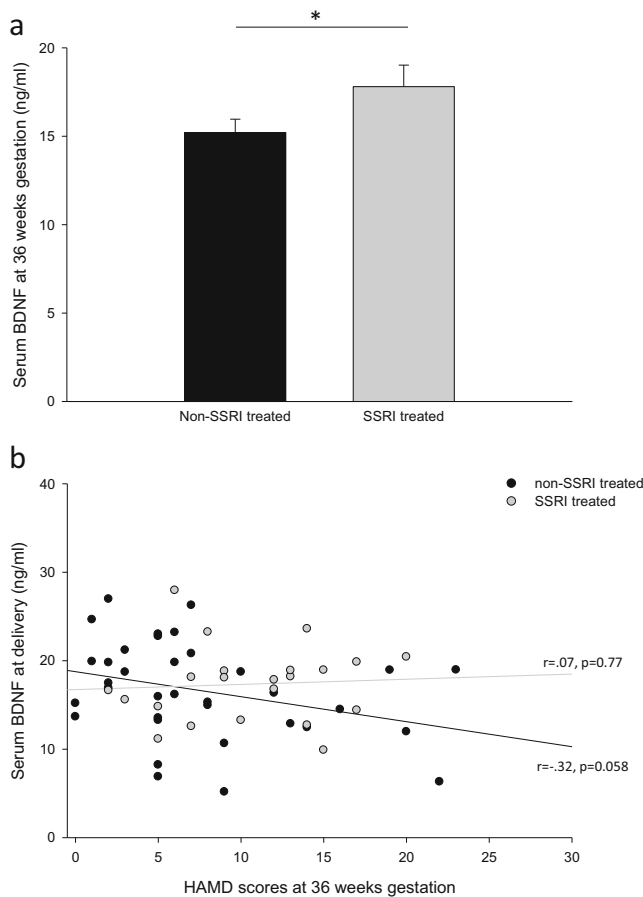 a
*
Serum BDNF at 36 weeks gestation (ng/ml)
20
15
10
5
0
Non-SSRI treated
SSRI treated
b
Serum BDNF at delivery (ng/ml)
40
30
20
10
0
non-SSRI treated
SSRI treated
r=.07, p=0.77
r=-.32, p=0.058
0 5 10 15 20 25 30
HAMD scores at 36 weeks gestation